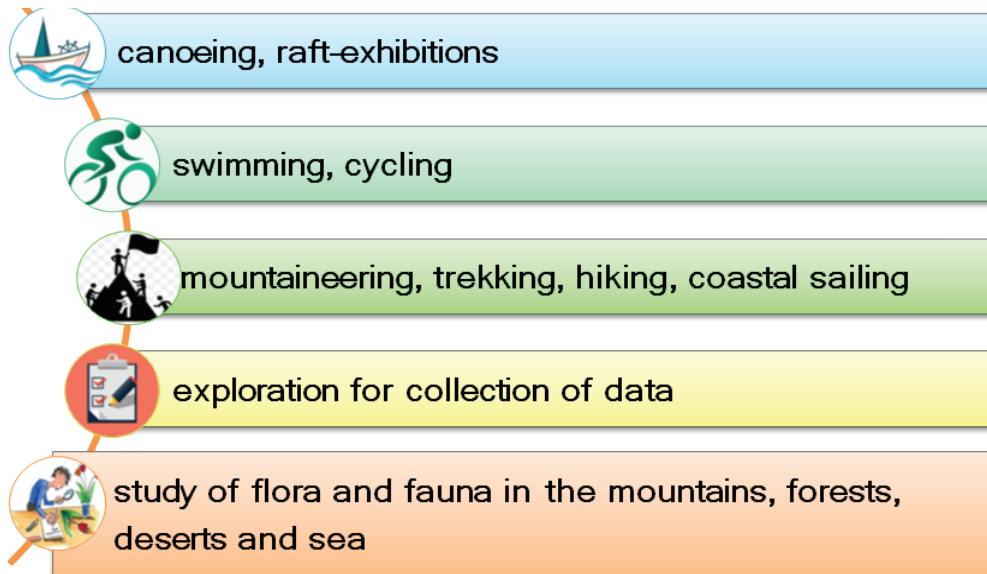 canoeing, raft-exhibitions
swimming, cycling
mountaineering, trekking, hiking, coastal sailing
exploration for collection of data
study of flora and fauna in the mountains, forests,
deserts and sea